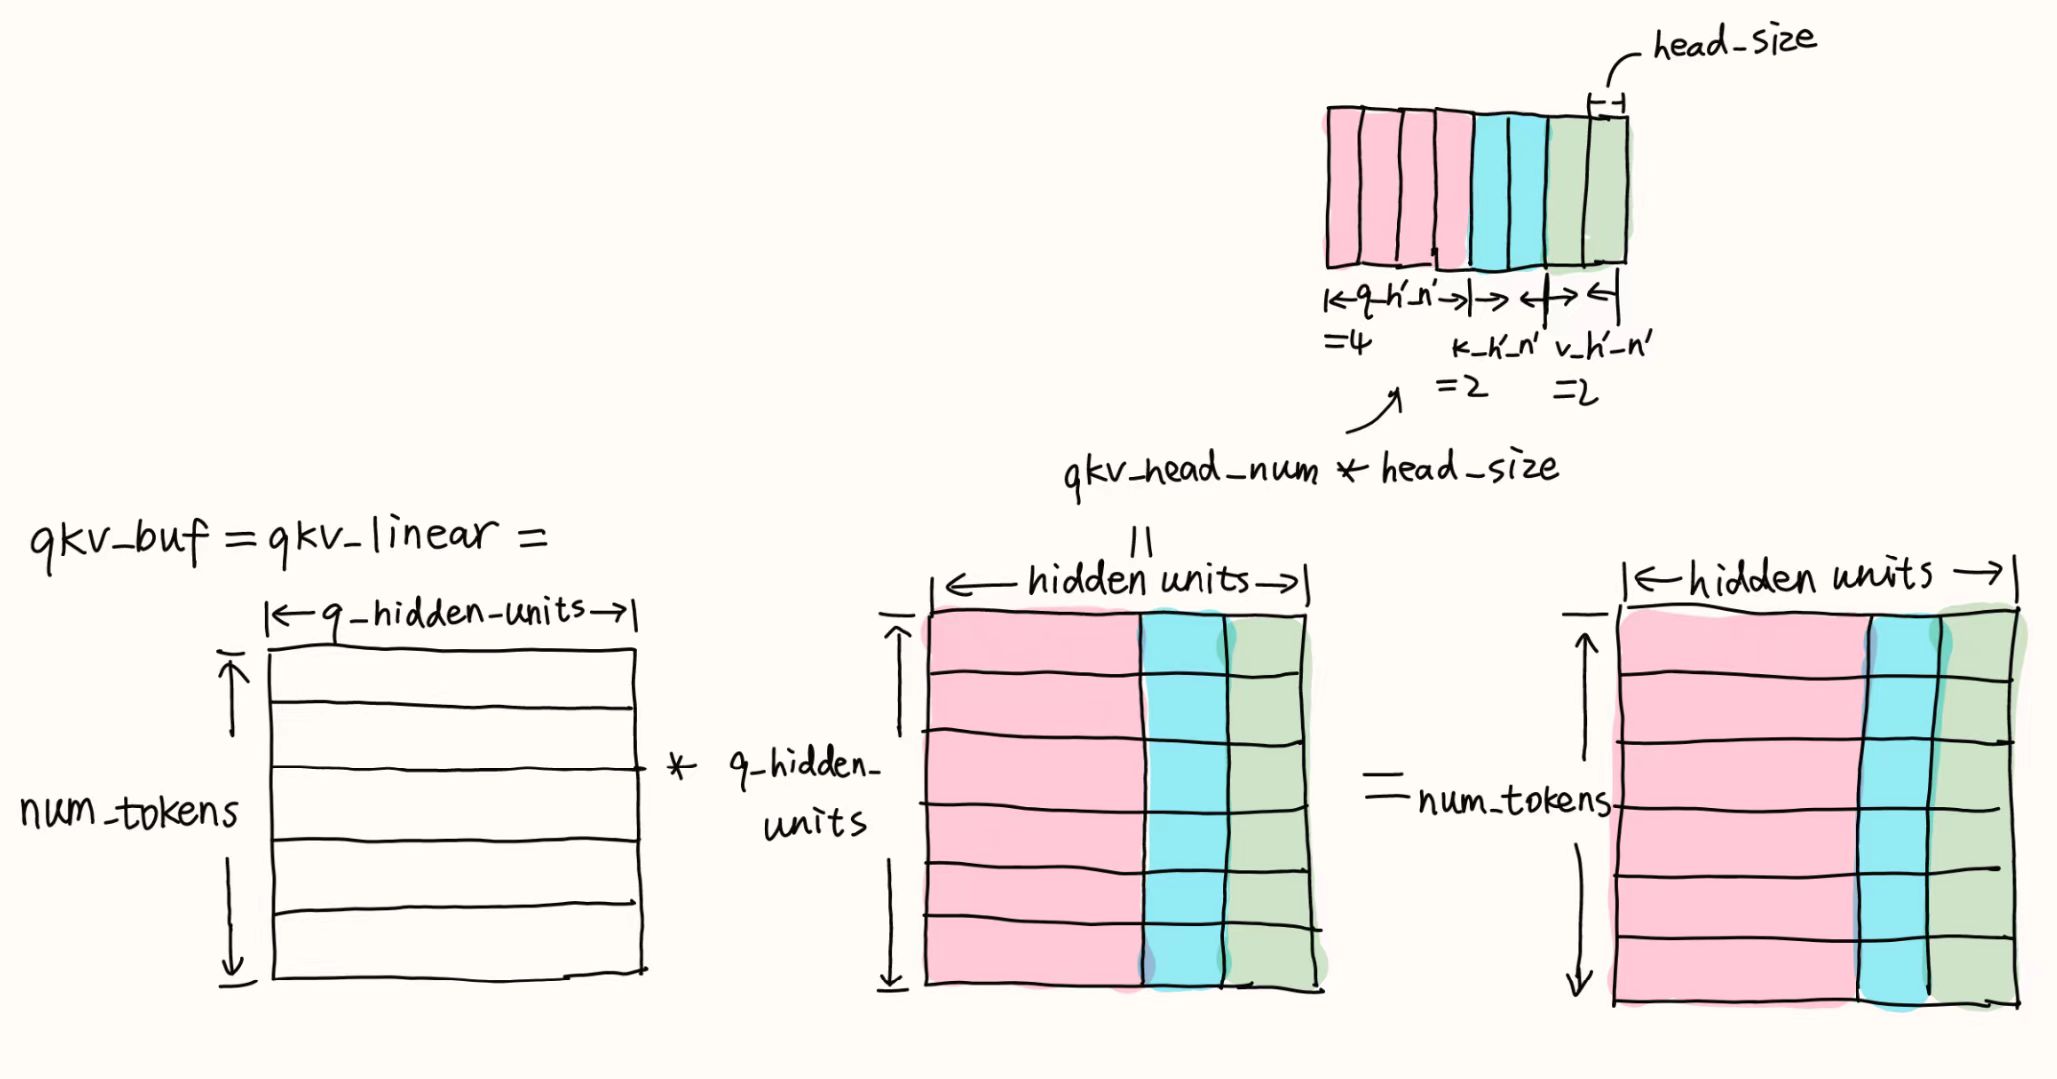 head_size
q_h'_n'
=4
k_h'_n'
=2
v_h'_n'
=2
qkv_head_num * head_size
||
qkv_buf = qkv_linear =
q_hidden_units
hidden units
hidden units
num_tokens
*
q_hidden_
units
=
num_tokens